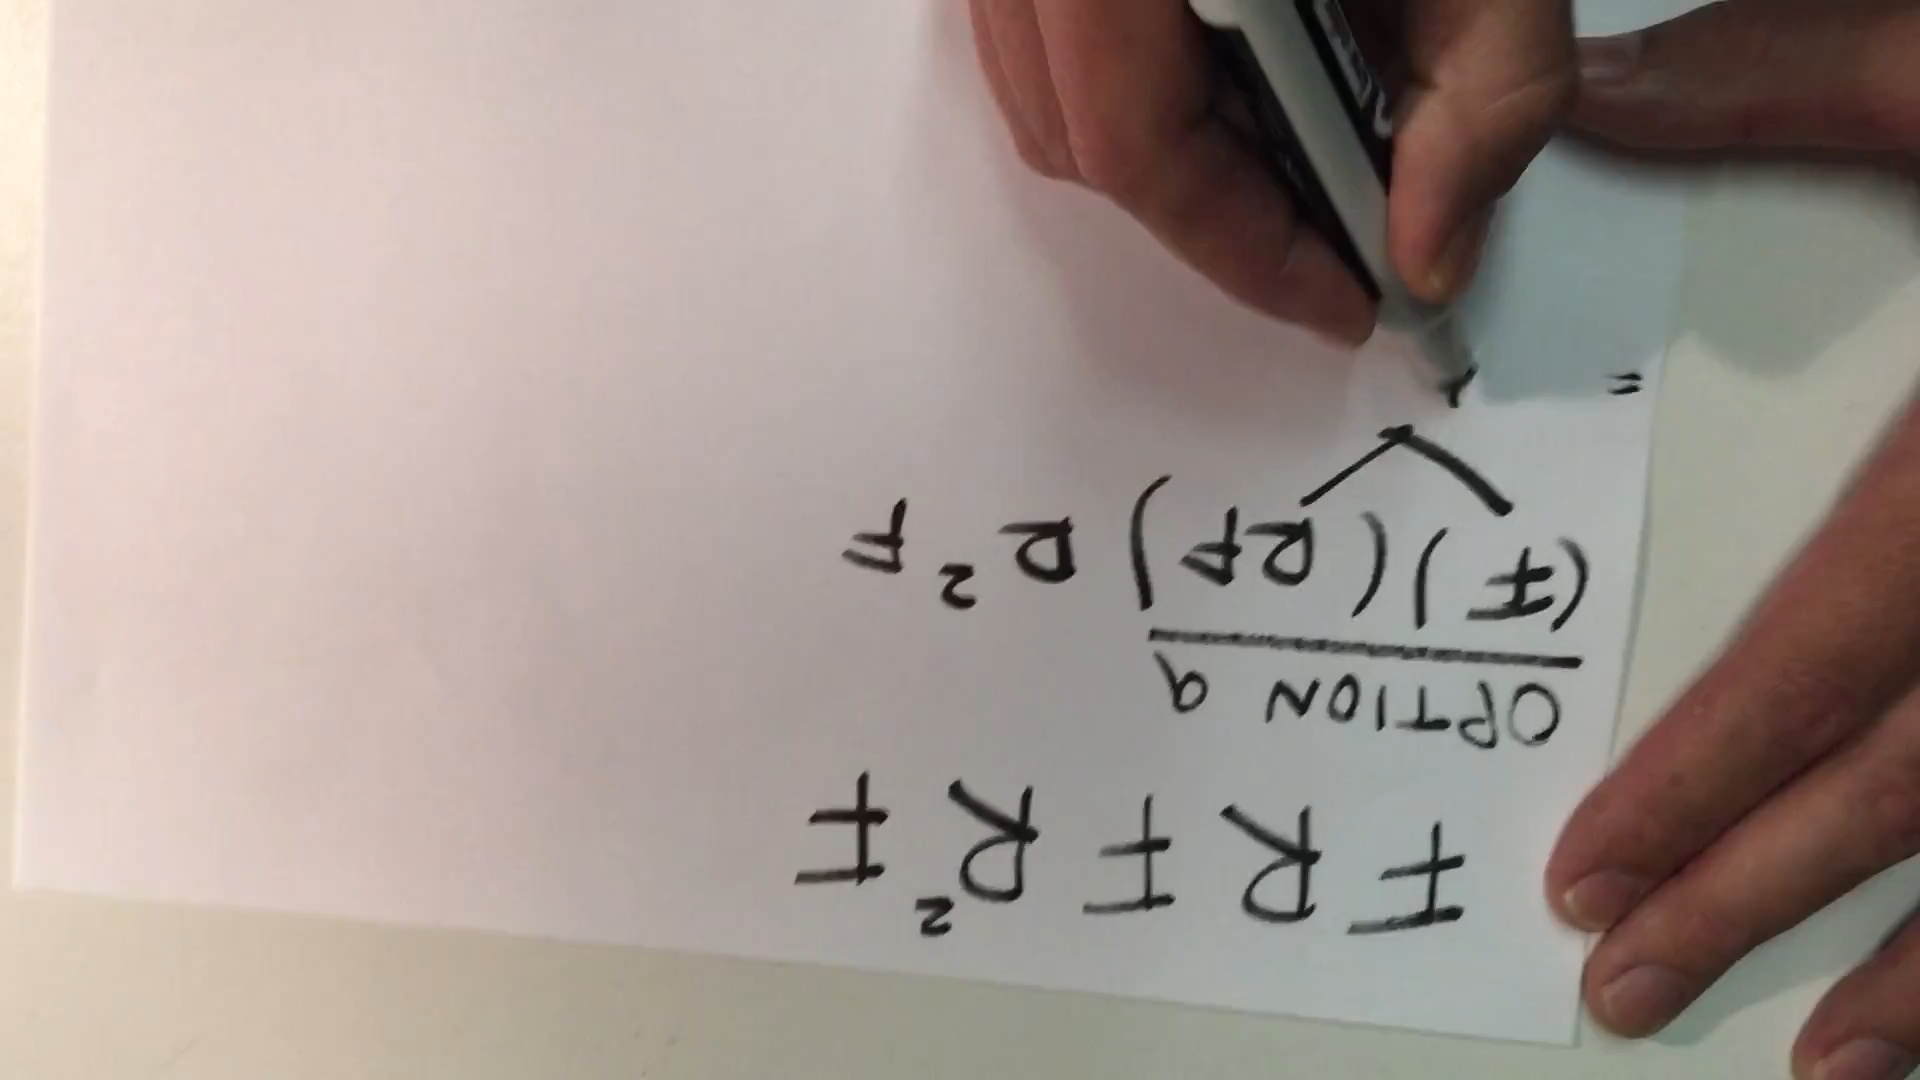 F R F R² F
OPTION a
(F)(RF) R² F
=